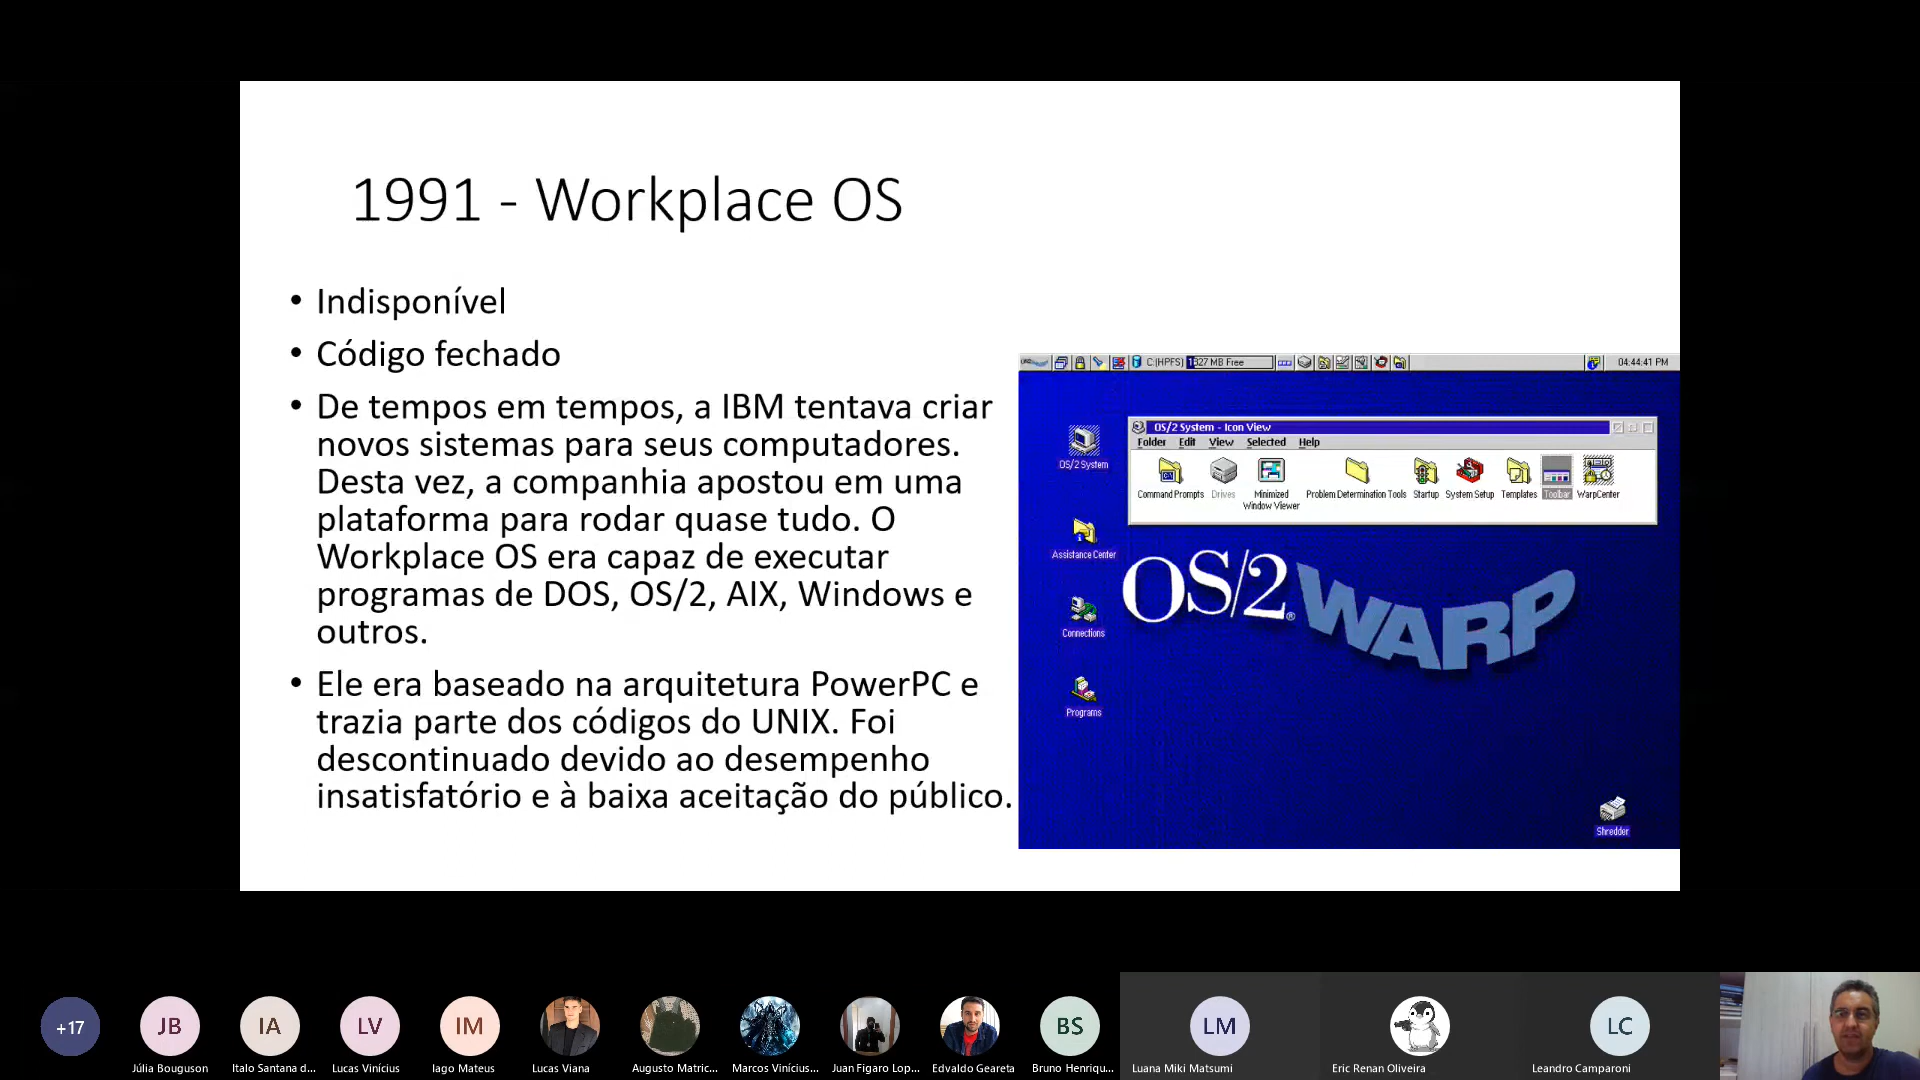 1991 - Workplace OS
• Indisponível
• Código fechado
• De tempos em tempos, a IBM tentava criar
novos sistemas para seus computadores.
Desta vez, a companhia apostou em uma
plataforma para rodar quase tudo. O
Workplace OS era capaz de executar
programas de DOS, OS/2, AIX, Windows e
outros.
• Ele era baseado na arquitetura PowerPC e
trazia parte dos códigos do UNIX. Foi
descontinuado devido ao desempenho
insatisfatório e à baixa aceitação do público.
C:(HPFS) 1327 MB Free
04:44:41 PM
OS/2 System - Icon View
Folder Edit View Selected Help
Command Prompts Drives Minimized
Window Viewer Problem Determination Tools Startup System Setup Templates Toolbar WarpCenter
OS/2 System
Assistance Center
Connections
Programs
OS/2® WARP
Shredder
+17
JB IA LV IM BS LM LC
Júlia Bouguson Italo Santana d... Lucas Vinícius Iago Mateus Lucas Viana Augusto Matric... Marcos Vinícius... Juan Figaro Lop... Edvaldo Geareta Bruno Henriqu... Luana Miki Matsumi Eric Renan Oliveira Leandro Camparoni